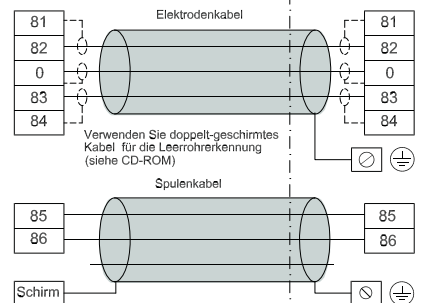 Elektrodenkabel
81 81
82 82
0 0
83 83
84 84
Verwenden Sie doppelt-geschirmtes
Kabel für die Leerrohrerkennung
(siehe CD-ROM)
Spulenkabel
85 85
86 86
Schirm